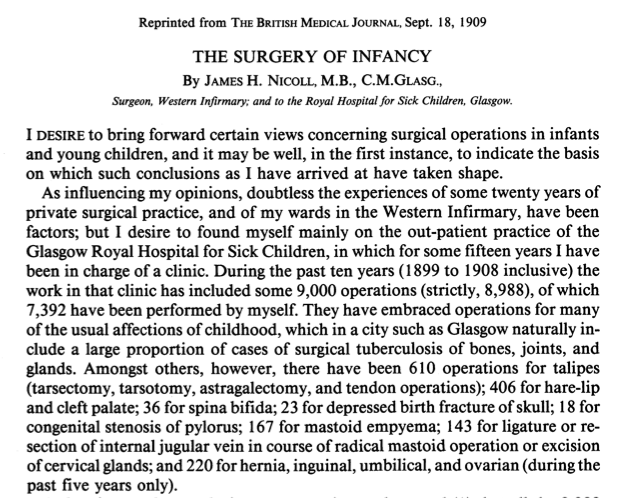 Reprinted from THE BRITISH MEDICAL JOURNAL, Sept. 18, 1909
THE SURGERY OF INFANCY
By JAMES H. NICOLL, M.B., C.M.GLASG.,
Surgeon, Western Infirmary; and to the Royal Hospital for Sick Children, Glasgow.
I DESIRE to bring forward certain views concerning surgical operations in infants
and young children, and it may be well, in the first instance, to indicate the basis
on which such conclusions as I have arrived at have taken shape.
As influencing my opinions, doubtless the experiences of some twenty years of
private surgical practice, and of my wards in the Western Infirmary, have been
factors; but I desire to found myself mainly on the out-patient practice of the
Glasgow Royal Hospital for Sick Children, in which for some fifteen years I have
been in charge of a clinic. During the past ten years (1899 to 1908 inclusive) the
work in that clinic has included some 9,000 operations (strictly, 8,988), of which
7,392 have been performed by myself. They have embraced operations for many
of the usual affections of childhood, which in a city such as Glasgow naturally in-
clude a large proportion of cases of surgical tuberculosis of bones, joints, and
glands. Amongst others, however, there have been 610 operations for talipes
(tarsectomy, tarsotomy, astragalectomy, and tendon operations); 406 for hare-lip
and cleft palate; 36 for spina bifida; 23 for depressed birth fracture of skull; 18 for
congenital stenosis of pylorus; 167 for mastoid empyema; 143 for ligature or re-
section of internal jugular vein in course of radical mastoid operation or excision
of cervical glands; and 220 for hernia, inguinal, umbilical, and ovarian (during the
past five years only).